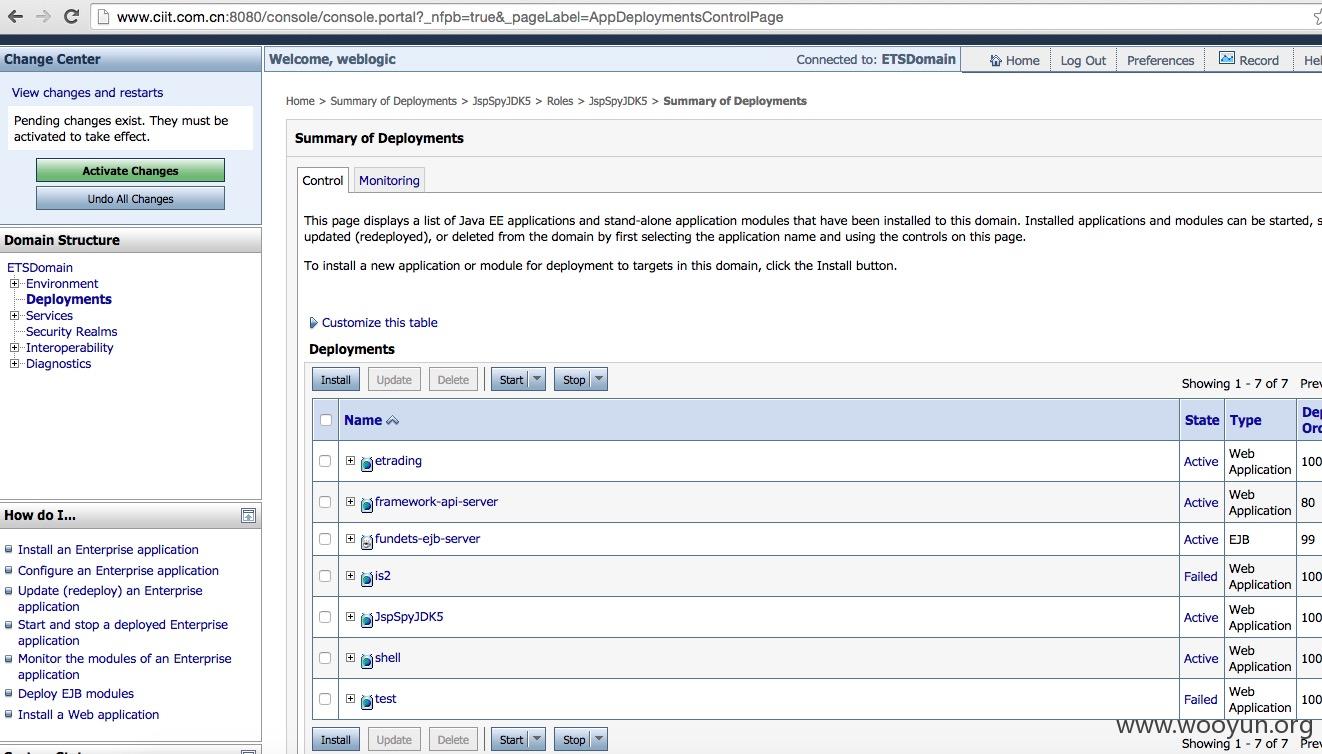 www.ciit.com.cn:8080/console/console.portal?_nfpb=true&_pageLabel=AppDeploymentsControlPage
Change Center
View changes and restarts
Pending changes exist. They must be
activated to take effect.
Activate Changes
Undo All Changes
Domain Structure
ETSDomain
Environment
Deployments
Services
Security Realms
Interoperability
Diagnostics
How do I...
Install an Enterprise application
Configure an Enterprise application
Update (redeploy) an Enterprise
application
Start and stop a deployed Enterprise
application
Monitor the modules of an Enterprise
application
Deploy EJB modules
Install a Web application
Welcome, weblogic
Connected to: ETSDomain
Home Log Out Preferences Record Hel
Home > Summary of Deployments > JspSpyJDK5 > Roles > JspSpyJDK5 > Summary of Deployments
Summary of Deployments
Control Monitoring
This page displays a list of Java EE applications and stand-alone application modules that have been installed to this domain. Installed applications and modules can be started, s
updated (redeployed), or deleted from the domain by first selecting the application name and using the controls on this page.
To install a new application or module for deployment to targets in this domain, click the Install button.
Customize this table
Deployments
Install Update Delete Start Stop
Showing 1 - 7 of 7 Prev
Name State Type Dep
Ord
etrading Active Web
Application 100
framework-api-server Active Web
Application 80
fundets-ejb-server Active EJB 99
is2 Failed Web
Application 100
JspSpyJDK5 Active Web
Application 100
shell Active Web
Application 100
test Failed Web
Application 100
Install Update Delete Start Stop
Showing 1 - 7 of 7 Prev
www.wooyun.org